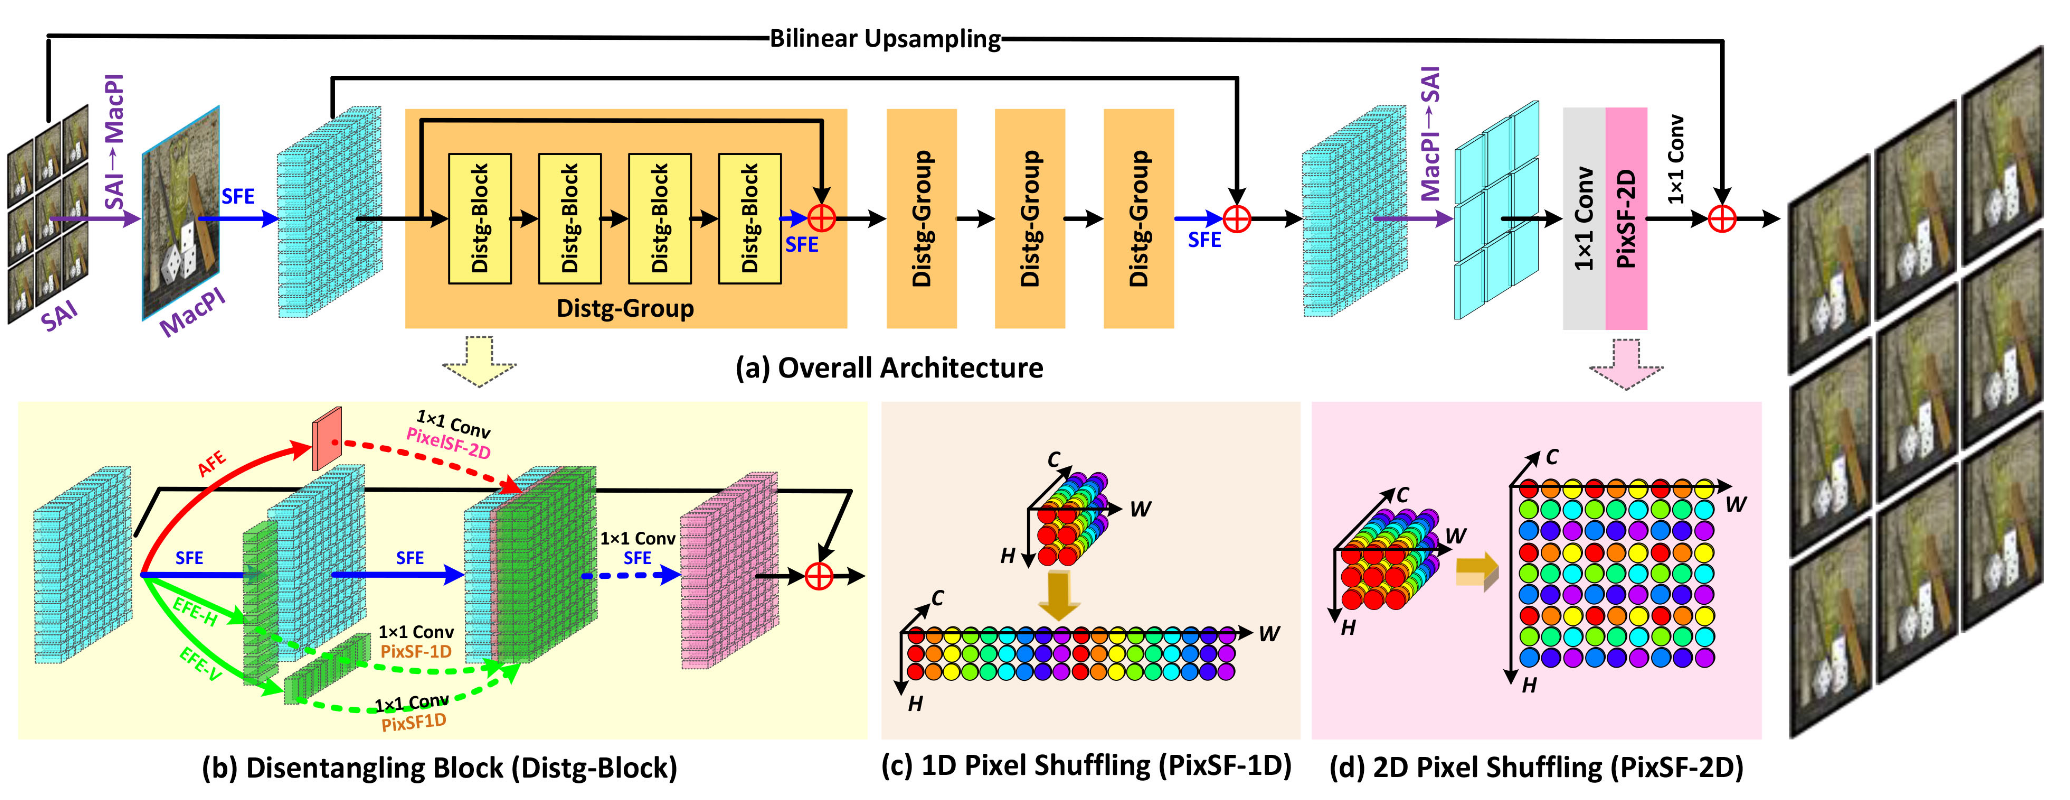 Bilinear Upsampling
SAI→MacPI
SAI
MacPI
SFE
Distg-Block
Distg-Block
Distg-Block
Distg-Block
SFE
Distg-Group
Distg-Group
Distg-Group
Distg-Group
SFE
MacPI→SAI
1×1 Conv
PixSF-2D
1×1 Conv
(a) Overall Architecture
AFE
1×1 Conv
PixelSF-2D
SFE
SFE
1×1 Conv
SFE
EFE-H
EFE-V
1×1 Conv
PixSF-1D
1×1 Conv
PixSF1D
(b) Disentangling Block (Distg-Block)
C
W
H
C
W
H
(c) 1D Pixel Shuffling (PixSF-1D)
C
W
H
C
W
H
(d) 2D Pixel Shuffling (PixSF-2D)